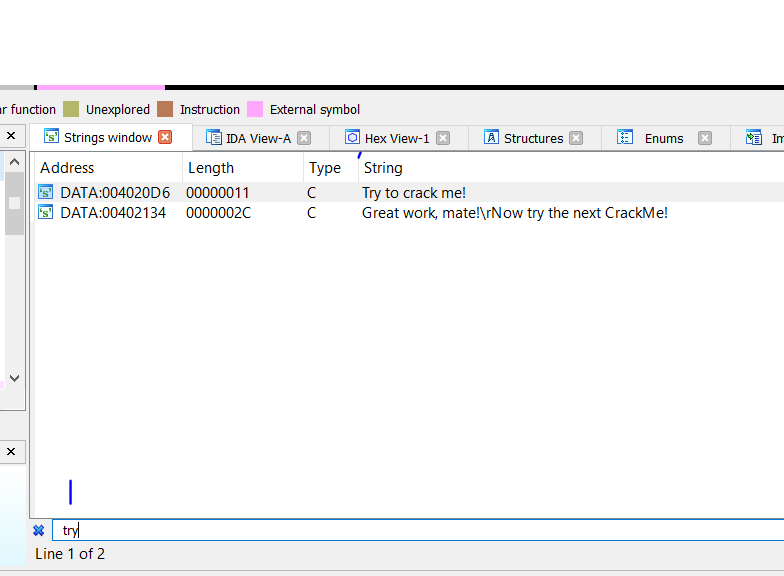 ar function Unexplored Instruction External symbol
Strings window IDA View-A Hex View-1 Structures Enums Im
Address Length Type String
DATA:004020D6 00000011 C Try to crack me!
DATA:00402134 0000002C C Great work, mate!\rNow try the next CrackMe!
try
Line 1 of 2